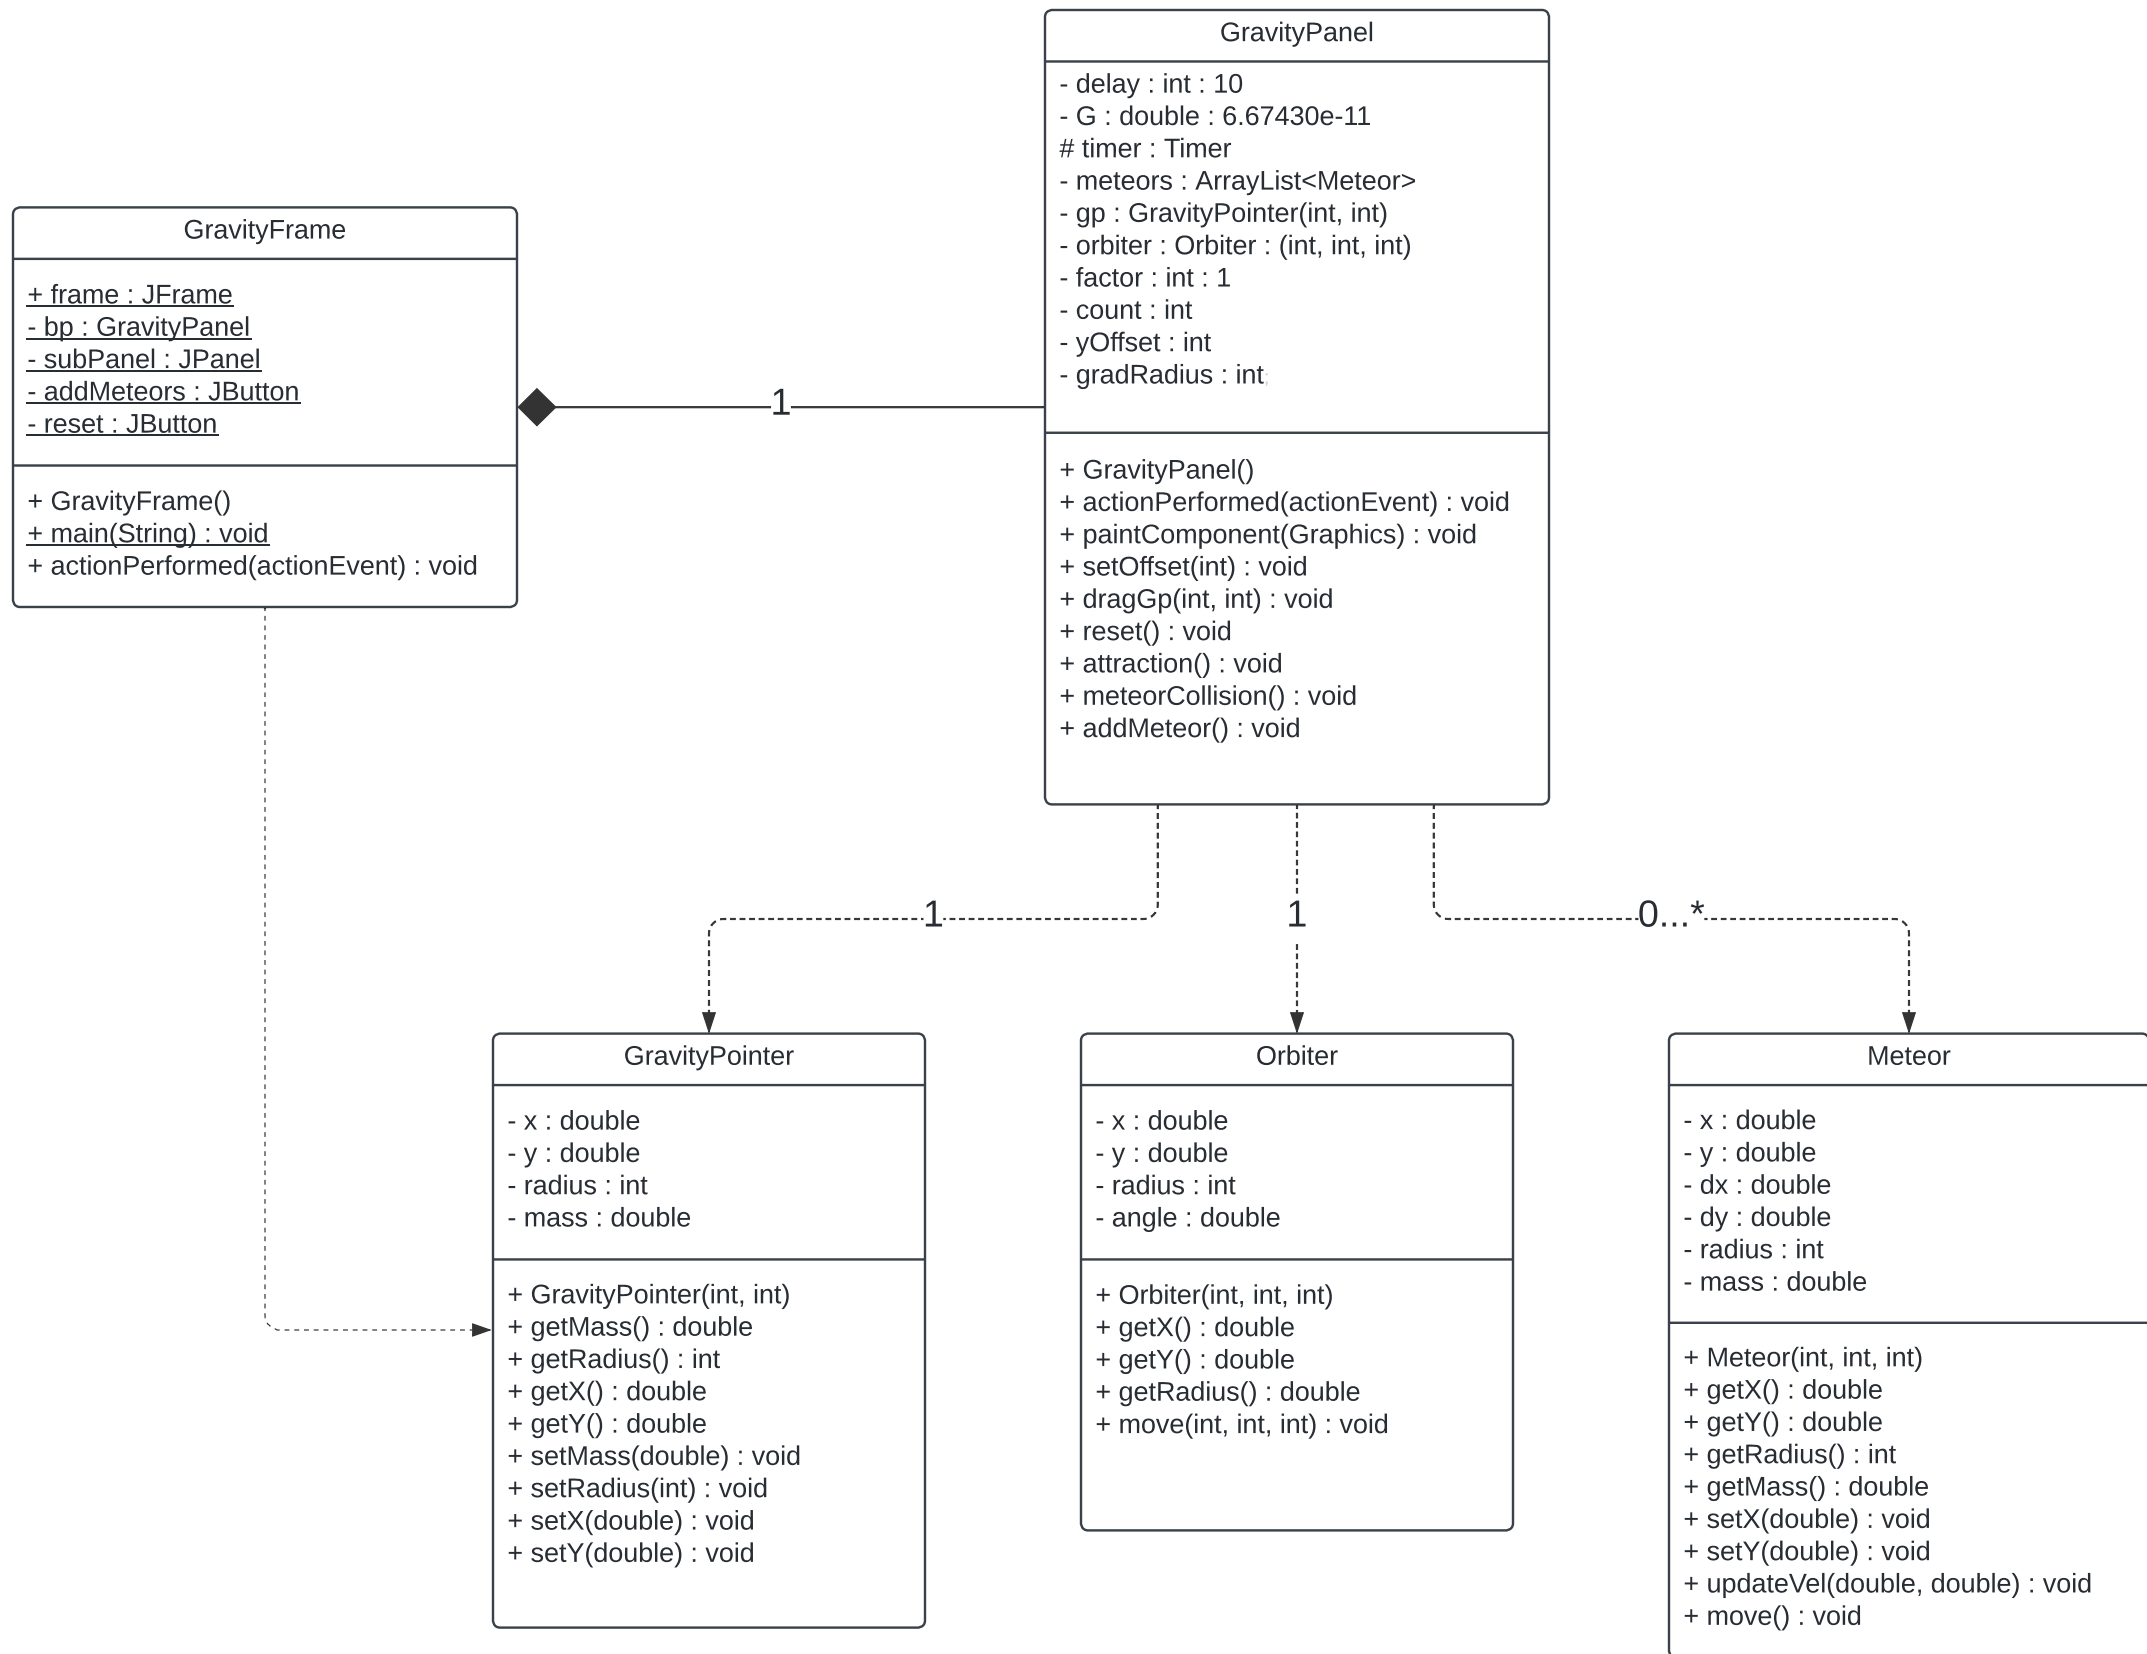 GravityPanel
- delay : int : 10
- G : double : 6.67430e-11
# timer : Timer
- meteors : ArrayList<Meteor>
- gp : GravityPointer(int, int)
- orbiter : Orbiter : (int, int, int)
- factor : int : 1
- count : int
- yOffset : int
- gradRadius : int;
+ GravityPanel()
+ actionPerformed(actionEvent) : void
+ paintComponent(Graphics) : void
+ setOffset(int) : void
+ dragGp(int, int) : void
+ reset() : void
+ attraction() : void
+ meteorCollision() : void
+ addMeteor() : void
GravityFrame
+ frame : JFrame
- bp : GravityPanel
- subPanel : JPanel
- addMeteors : JButton
- reset : JButton
+ GravityFrame()
+ main(String) : void
+ actionPerformed(actionEvent) : void
1
1
1
0...*
GravityPointer
- x : double
- y : double
- radius : int
- mass : double
+ GravityPointer(int, int)
+ getMass() : double
+ getRadius() : int
+ getX() : double
+ getY() : double
+ setMass(double) : void
+ setRadius(int) : void
+ setX(double) : void
+ setY(double) : void
Orbiter
- x : double
- y : double
- radius : int
- angle : double
+ Orbiter(int, int, int)
+ getX() : double
+ getY() : double
+ getRadius() : double
+ move(int, int, int) : void
Meteor
- x : double
- y : double
- dx : double
- dy : double
- radius : int
- mass : double
+ Meteor(int, int, int)
+ getX() : double
+ getY() : double
+ getRadius() : int
+ getMass() : double
+ setX(double) : void
+ setY(double) : void
+ updateVel(double, double) : void
+ move() : void